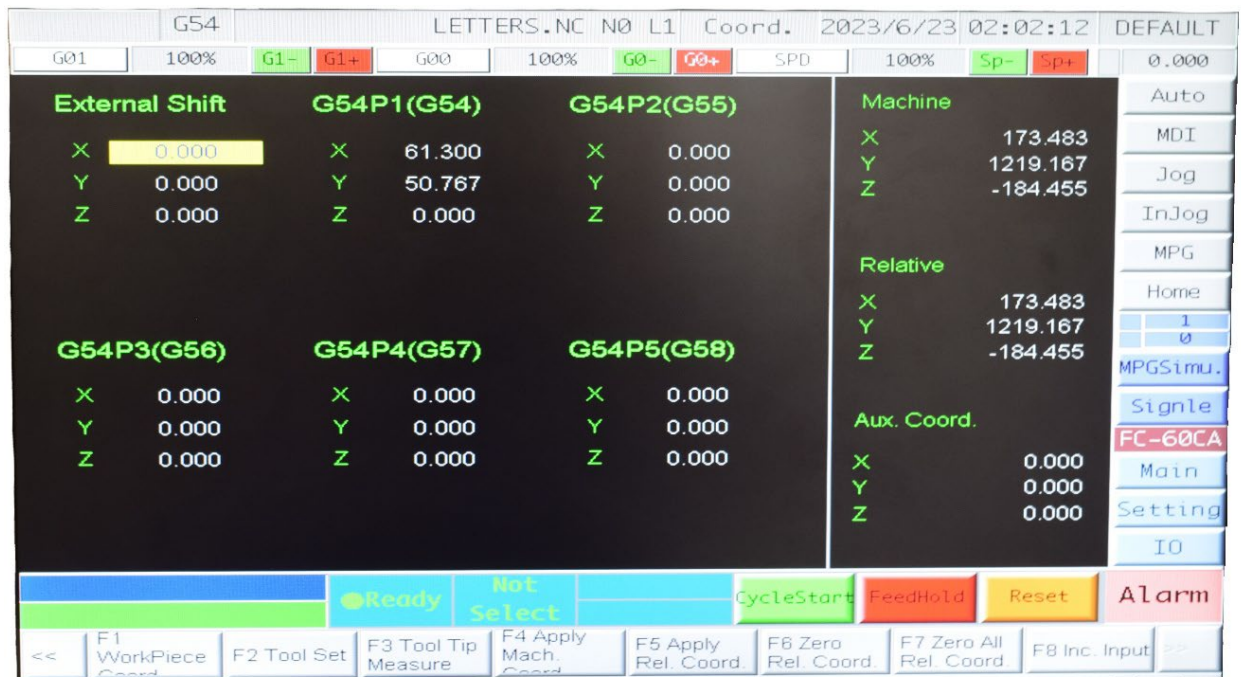 G54 LETTERS.NC N0 L1 Coord. 2023/6/23 02:02:12 DEFAULT
G01 100% G1- G1+ G00 100% G0- G0+ SPD 100% Sp- Sp+ 0.000
External Shift
X 0.000
Y 0.000
Z 0.000
G54P1(G54)
X 61.300
Y 50.767
Z 0.000
G54P2(G55)
X 0.000
Y 0.000
Z 0.000
G54P3(G56)
X 0.000
Y 0.000
Z 0.000
G54P4(G57)
X 0.000
Y 0.000
Z 0.000
G54P5(G58)
X 0.000
Y 0.000
Z 0.000
Machine
X 173.483
Y 1219.167
Z -184.455
Relative
X 173.483
Y 1219.167
Z -184.455
Aux. Coord.
X 0.000
Y 0.000
Z 0.000
Auto
MDI
Jog
InJog
MPG
Home
1
0
MPGSimu.
Signle
FC-60CA
Main
Setting
IO
Ready
Not
Select
CycleStart
FeedHold
Reset
Alarm
<<
F1
WorkPiece
Coord
F2 Tool Set
F3 Tool Tip
Measure
F4 Apply
Mach.
Coord
F5 Apply
Rel. Coord.
F6 Zero
Rel. Coord.
F7 Zero All
Rel. Coord.
F8 Inc. Input
>>